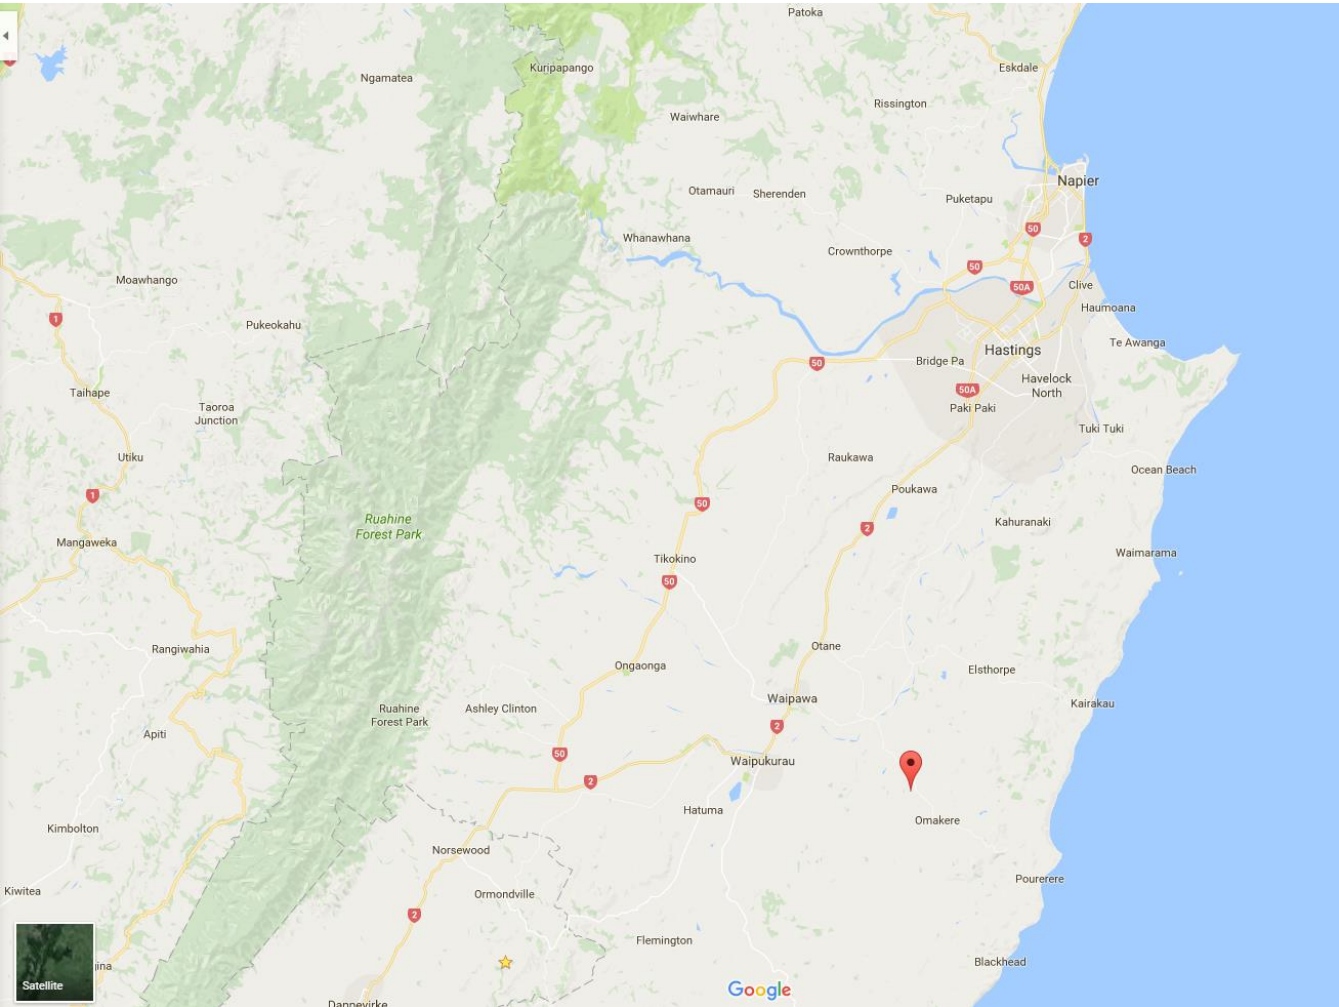 Patoka
Kuripapango
Eskdale
Ngamatea
Rissington
Waiwhare
Napier
Otamauri
Sherenden
Puketapu
50
Whanawhana
2
Crownthorpe
50
Moawhango
Clive
50A
Haumoana
1
Pukeokahu
Te Awanga
Hastings
Bridge Pa
50
Havelock
North
50A
Taihape
Taoroa
Junction
Paki Paki
Tuki Tuki
Utiku
Raukawa
Ocean Beach
Poukawa
1
50
Ruahine
Forest Park
Kahuranaki
2
Mangaweka
Waimarama
Tikokino
50
Rangiwahia
Otane
Ongaonga
Elsthorpe
Waipawa
Kairakau
Ruahine
Forest Park
Ashley Clinton
2
Apiti
50
Waipukurau
2
Hatuma
Omakere
Kimbolton
Norsewood
Pourerere
Kiwitea
Ormondville
2
Flemington
Blackhead
gina
Satellite
Google
Dannevirke